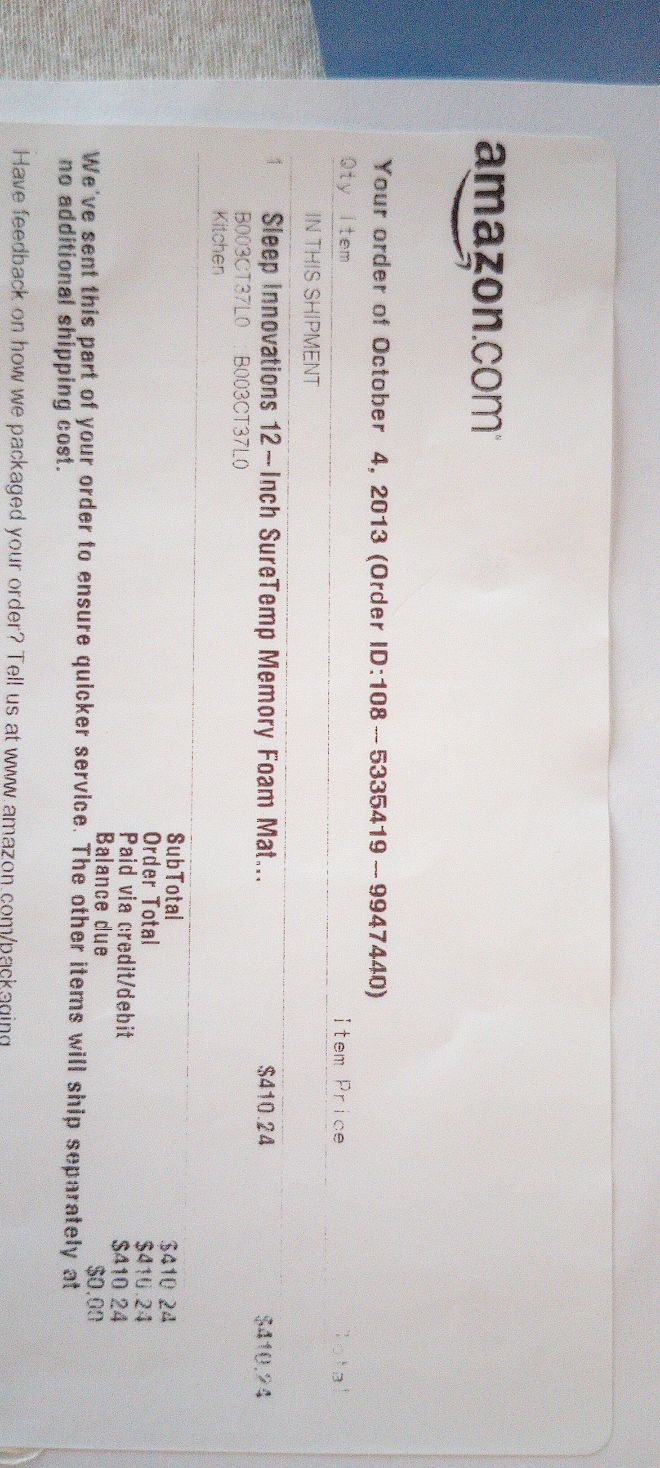 amazon.com
Your order of October 4, 2013 (Order ID:108-5335419-9947440)
Qty Item Item Price Total
IN THIS SHIPMENT
1 Sleep Innovations 12-Inch SureTemp Memory Foam Mat... $410.24 $410.24
B003CT37L0 B003CT37L0
Kitchen
SubTotal $410.24
Order Total $410.24
Paid via credit/debit $410.24
Balance due $0.00
We've sent this part of your order to ensure quicker service. The other items will ship separately at
no additional shipping cost.
Have feedback on how we packaged your order? Tell us at www.amazon.com/packaging